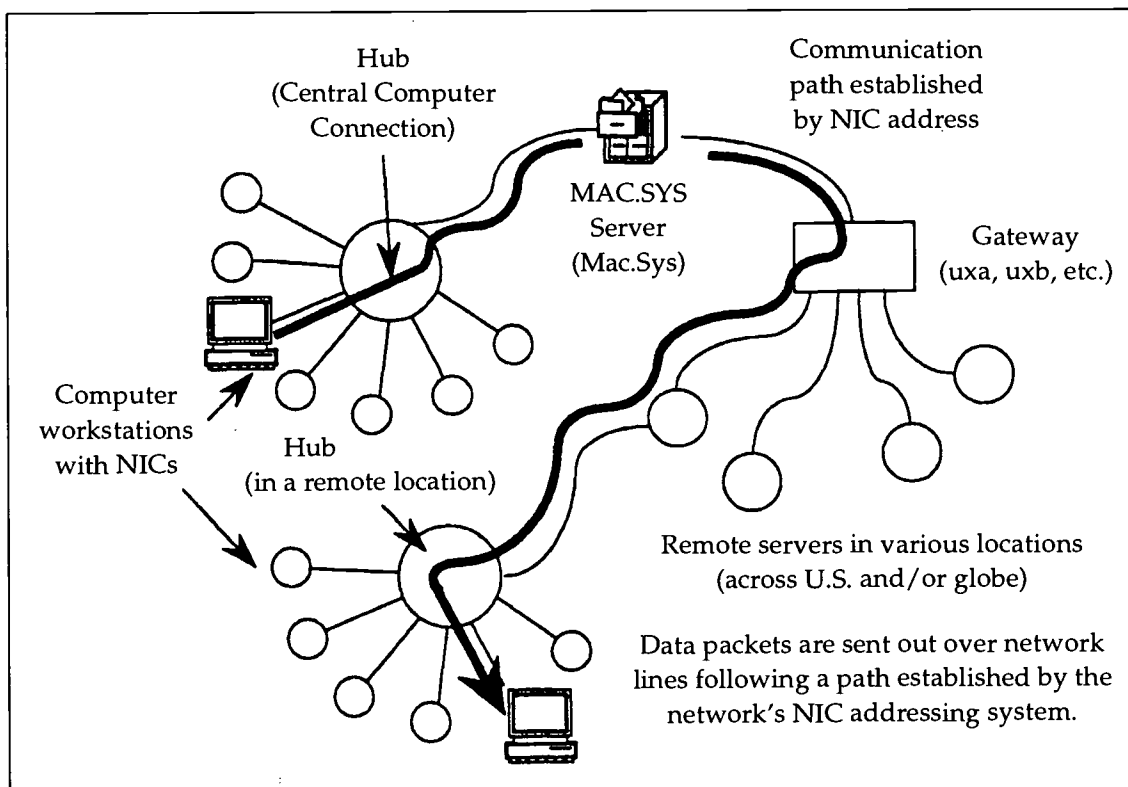 Hub
(Central Computer
Connection)
Communication
path established
by NIC address
MAC.SYS
Server
(Mac.Sys)
Gateway
(uxa, uxb, etc.)
Computer
workstations
with NICs
Hub
(in a remote location)
Remote servers in various locations
(across U.S. and/or globe)
Data packets are sent out over network
lines following a path established by the
network's NIC addressing system.